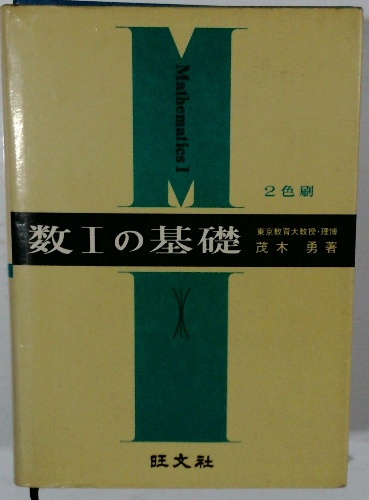 Mathematics I
2色刷
数Iの基礎
東京教育大教授・理博
茂木 勇著
旺文社